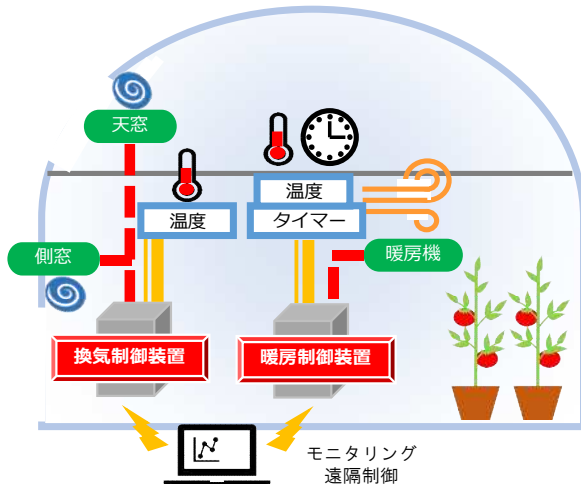 天窓
温度
温度
タイマー
側窓
暖房機
換気制御装置
暖房制御装置
モニタリング
遠隔制御